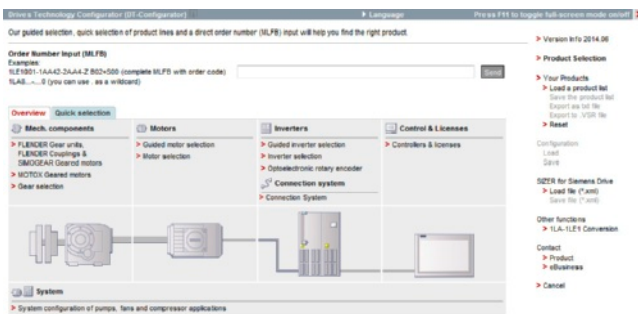 Drives Technology Configurator (DT-Configurator)
Language
Press F11 to toggle full-screen mode on/off
Our guided selection, quick selection of product lines and a direct order number (MLFB) input will help you find the right product.
Order Number Input (MLFB)
Examples:
1LE1001-1AA42-2AA4-Z B02+S00 (complete MLFB with order code)
(you can use . as a wildcard)
Send
Overview
Quick selection
Mech. components
FLENDER Gear units,
FLENDER Couplings &
SIMOGEAR Geared motors
MOTOX Geared motors
Gear selection
Motors
Guided motor selection
Motor selection
Inverters
Guided inverter selection
Inverter selection
Optoelectronic rotary encoder
Connection system
Connection System
Control & Licenses
Controllers & licenses
System
System configuration of pumps, fans and compressor applications
Version Info 2014.06
Product Selection
Your Products
Load a product list
Save the product list
Export as txt file
Export to .VSR file
Reset
Configuration
Load
Save
SIZER for Siemens Drive
Load file (*.xml)
Save file (*.xml)
Other functions
1LA-1LE1 Conversion
Contact
Product
eBusiness
Cancel